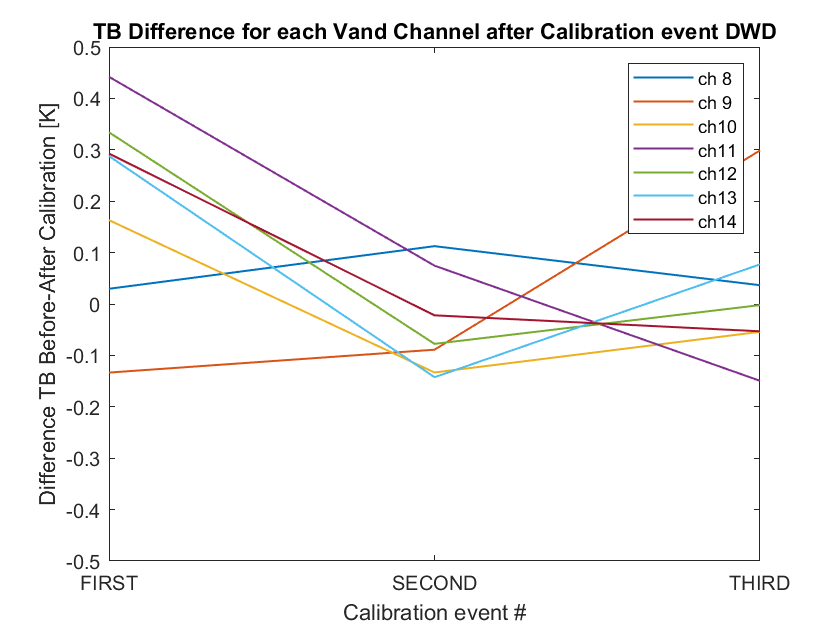 TB Difference for each Vand Channel after Calibration event DWD
0.5
0.4
0.3
0.2
0.1
0
-0.1
-0.2
-0.3
-0.4
-0.5
Difference TB Before-After Calibration [K]
ch 8
ch 9
ch10
ch11
ch12
ch13
ch14
FIRST SECOND THIRD
Calibration event #